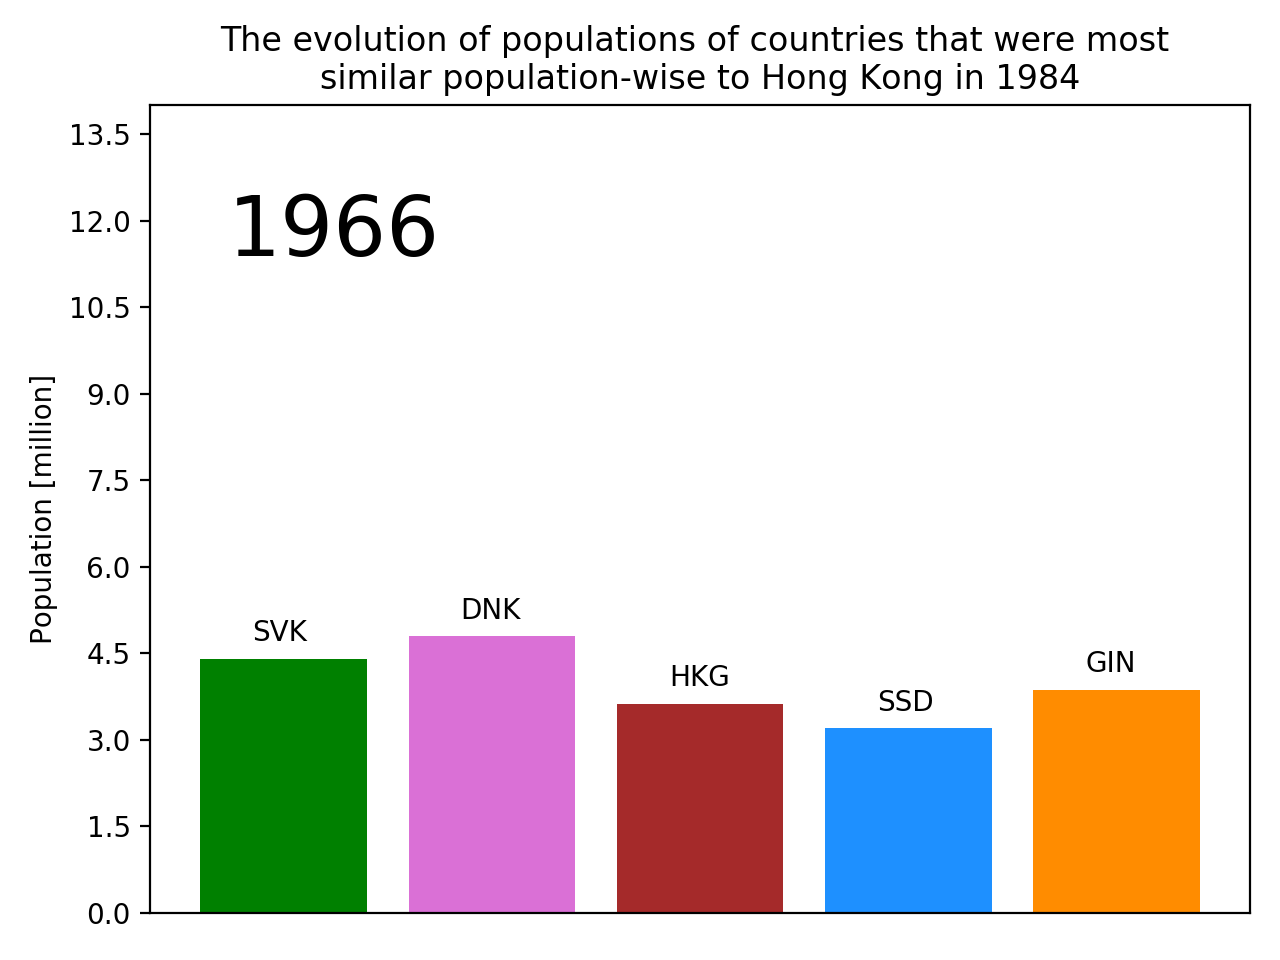 The evolution of populations of countries that were most
similar population-wise to Hong Kong in 1984
13.5
12.0
10.5
9.0
7.5
6.0
4.5
3.0
1.5
0.0
Population [million]
1966
SVK
DNK
HKG
SSD
GIN